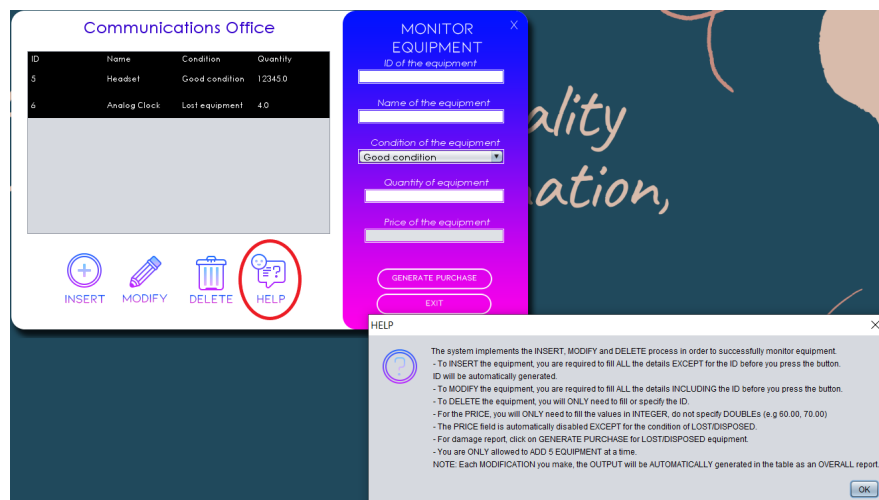 Communications Office
ID Name Condition Quantity
5 Headset Good condition 12345.0
6 Analog Clock Lost equipment 4.0
INSERT MODIFY DELETE HELP
X
MONITOR
EQUIPMENT
ID of the equipment
Name of the equipment
Condition of the equipment
Good condition
Quantity of equipment
Price of the equipment
GENERATE PURCHASE
EXIT
ality
ation,
HELP
The system implements the INSERT, MODIFY and DELETE process in order to successfully monitor equipment.
- To INSERT the equipment, you are required to fill ALL the details EXCEPT for the ID before you press the button.
ID will be automatically generated.
- To MODIFY the equipment, you are required to fill ALL the details INCLUDING the ID before you press the button.
- To DELETE the equipment, you will ONLY need to fill or specify the ID.
- For the PRICE, you will ONLY need to fill the values in INTEGER, do not specify DOUBLEs (e.g 60.00, 70.00)
- The PRICE field is automatically disabled EXCEPT for the condition of LOST/DISPOSED.
- For damage report, click on GENERATE PURCHASE for LOST/DISPOSED equipment.
- You are ONLY allowed to ADD 5 EQUIPMENT at a time.
NOTE: Each MODIFICATION you make, the OUTPUT will be AUTOMATICALLY generated in the table as an OVERALL report.
OK